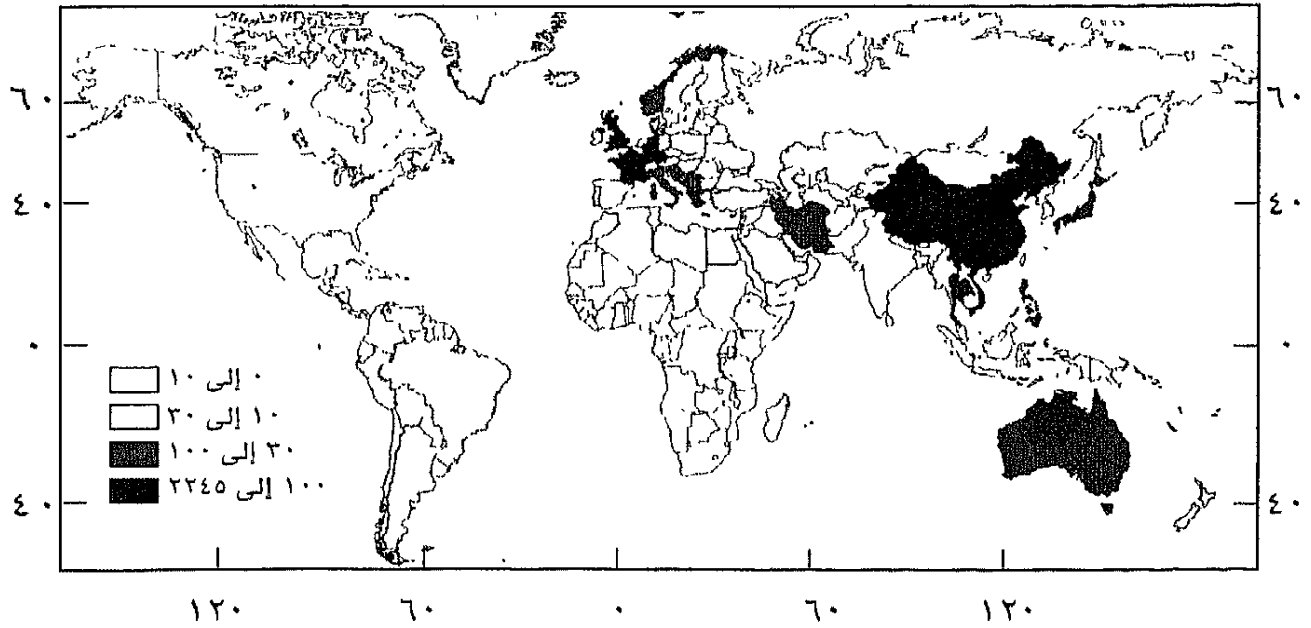 ٦٠ ٦٠
٤٠ ٤٠
٠ ٠
٠ إلى ١٠
١٠ إلى ٣٠
٣٠ إلى ١٠٠
١٠٠ إلى ٢٢٤٥
٤٠ ٤٠
١٢٠ ٦٠ ٠ ٦٠ ١٢٠